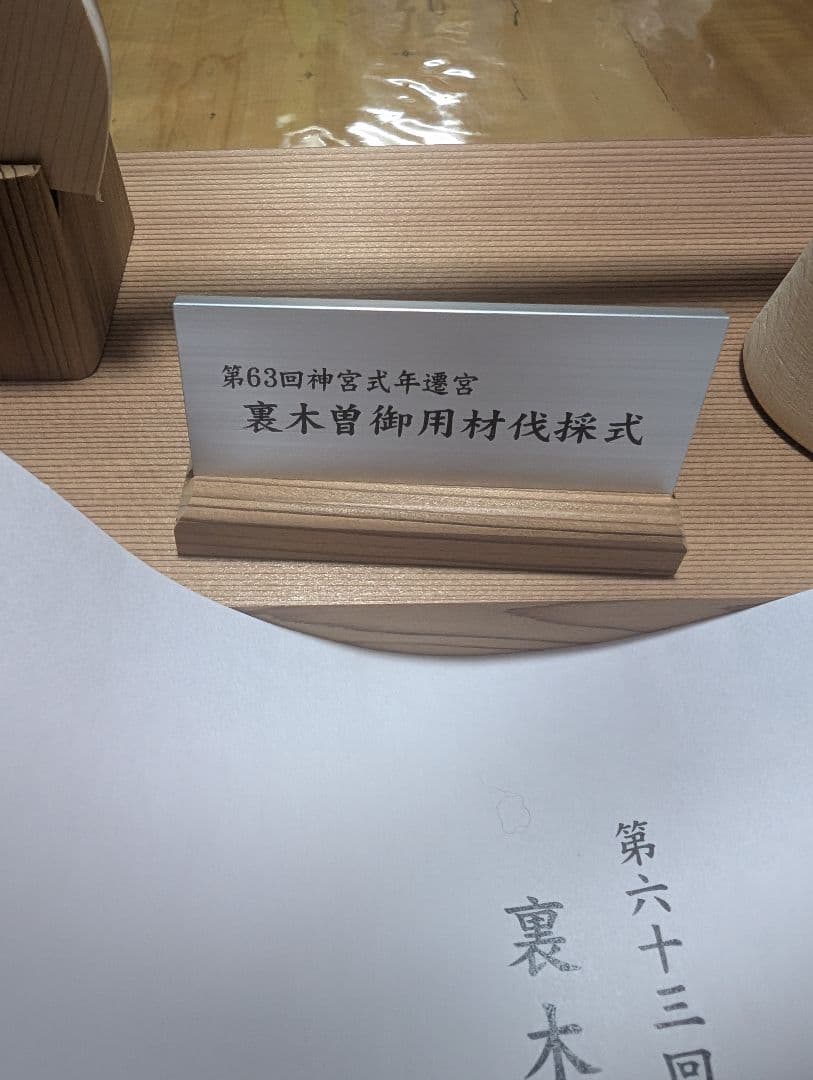 第63回神宮式年遷宮
裏木曽御用材伐採式
第六十三回
裏木